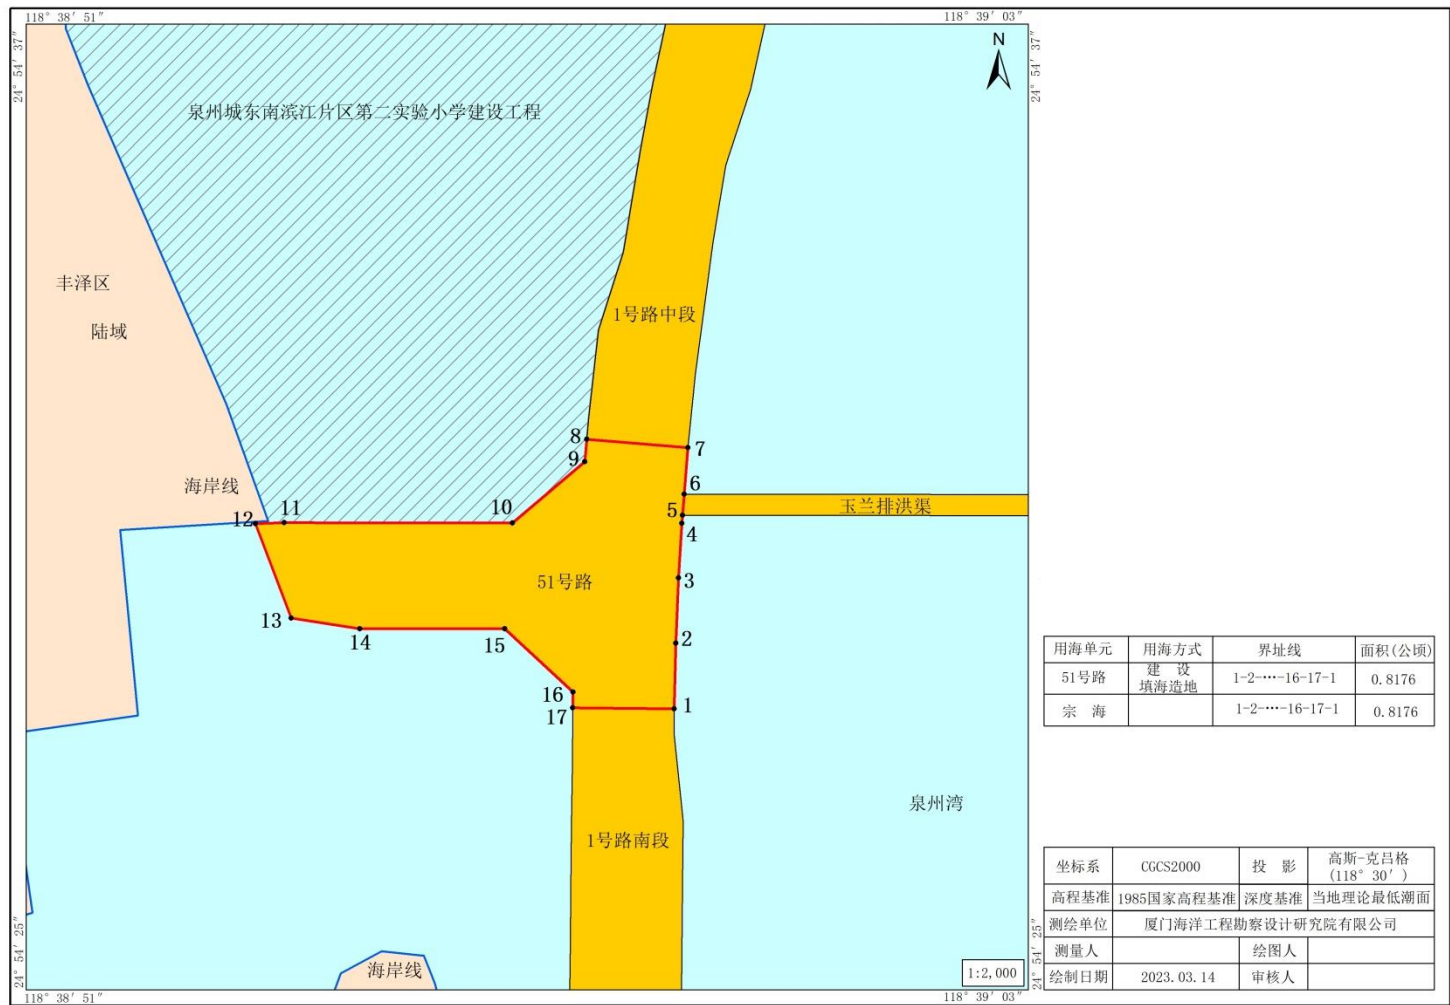 118° 38′ 51″
118° 39′ 03″
24° 54′ 37″
24° 54′ 37″
N
泉州城东南滨江片区第二实验小学建设工程
丰泽区
陆域
1号路中段
8
7
9
海岸线
6
12
11
10
5
玉兰排洪渠
4
51号路
3
13
14
15
2
16
17
1
泉州湾
1号路南段
海岸线
1:2,000
24° 54′ 25″
24° 54′ 25″
118° 38′ 51″
118° 39′ 03″
用海单元 用海方式 界址线 面积(公顷)
51号路 建 设 1-2-…-16-17-1 0.8176
填海造地
宗 海 1-2-…-16-17-1 0.8176
坐标系 CGCS2000 投 影 高斯-克吕格
(118° 30′ )
高程基准 1985国家高程基准 深度基准 当地理论最低潮面
测绘单位 厦门海洋工程勘察设计研究院有限公司
测量人 绘图人
绘制日期 2023.03.14 审核人